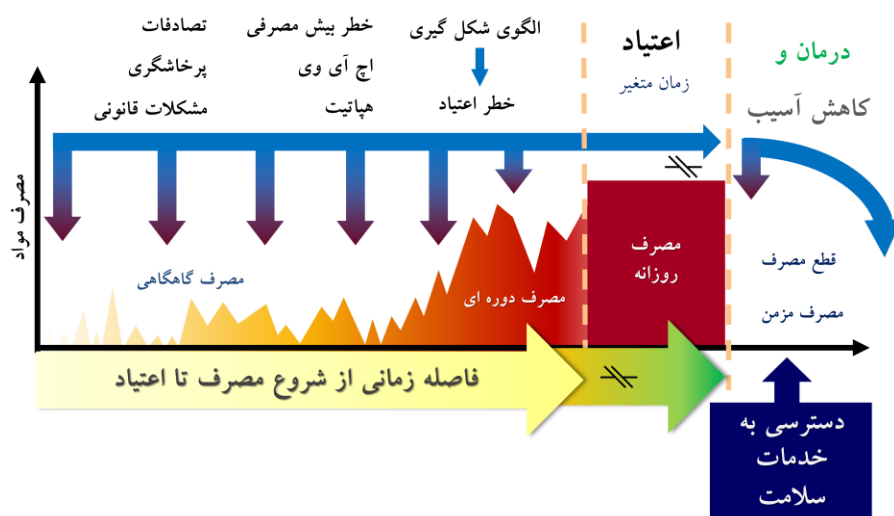 تصادفات
پرخاشگری
مشکلات قانونی
خطر بیش مصرفی
اچ آی وی
هپاتیت
الگوی شکل گیری
خطر اعتیاد
اعتیاد
زمان متغیر
درمان و
کاهش آسیب
مصرف مواد
مصرف گاهگاهی
مصرف دوره ای
مصرف
روزانه
قطع مصرف
مصرف مزمن
فاصله زمانی از شروع مصرف تا اعتیاد
دسترسی به
خدمات
سلامت